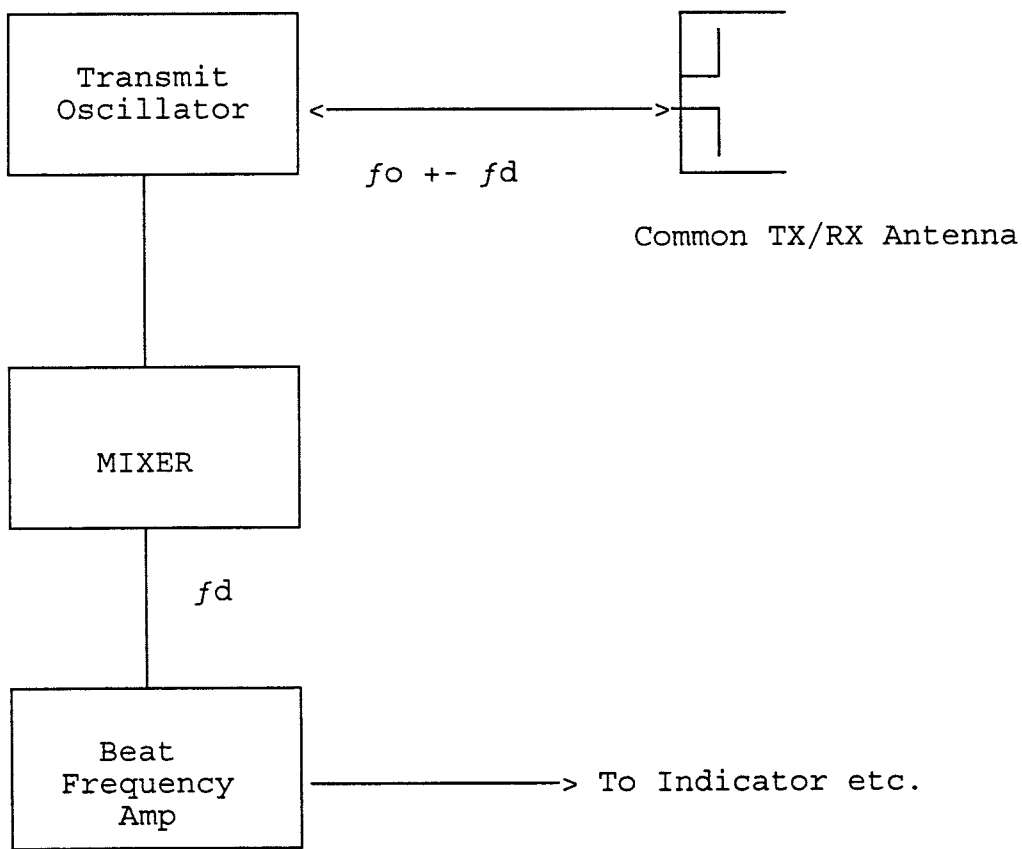 Transmit
Oscillator
< >
fo +- fd
Common TX/RX Antenna
MIXER
fd
Beat
Frequency
Amp
> To Indicator etc.